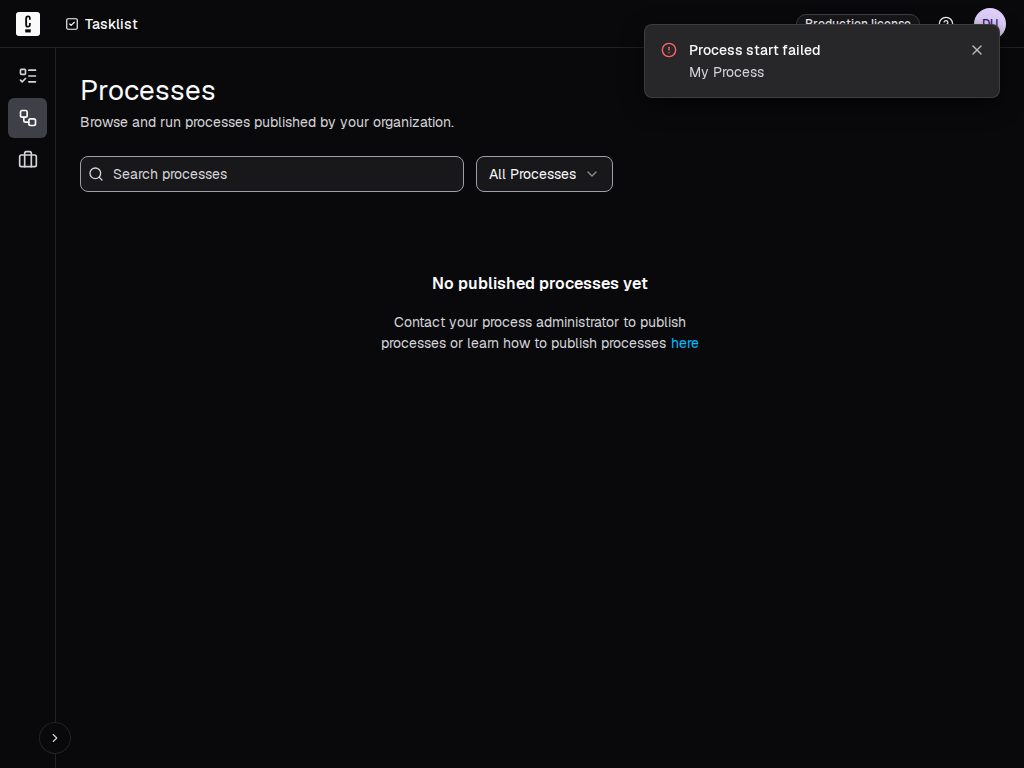 Tasklist
Production license
DU
Process start failed
My Process
Processes
Browse and run processes published by your organization.
Search processes
All Processes
No published processes yet
Contact your process administrator to publish
processes or learn how to publish processes here